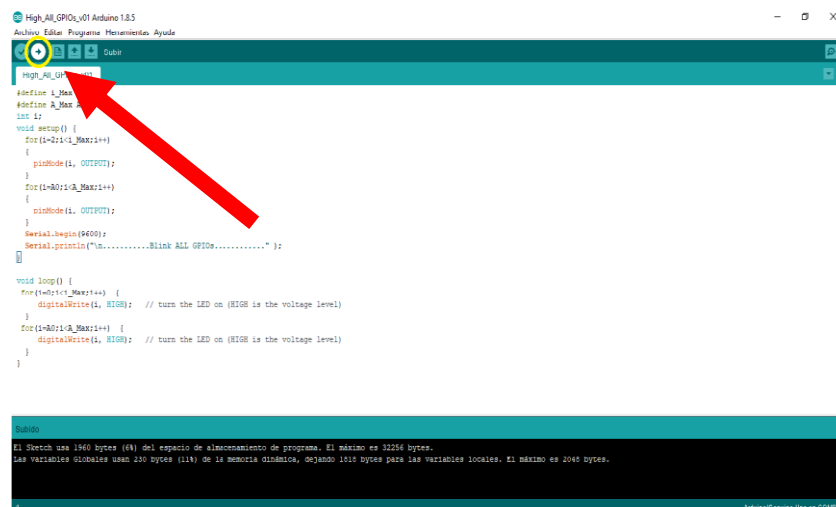 High_All_GPIOs_v01 Arduino 1.8.5
Archivo Editar Programa Herramientas Ayuda
Subir
High_All_GP v01
#define i_Max
#define A_Max
int i;
void setup() {
for(i=2;i<i_Max;i++)
{
pinMode(i, OUTPUT);
}
for(i=A0;i<A_Max;i++)
{
pinMode(i, OUTPUT);
}
Serial.begin(9600);
Serial.println("\n..........Blink ALL GPIOs..........." );
}
void loop() {
for(i=0;i<i_Max;i++) {
digitalWrite(i, HIGH); // turn the LED on (HIGH is the voltage level)
}
for(i=A0;i<A_Max;i++) {
digitalWrite(i, HIGH); // turn the LED on (HIGH is the voltage level)
}
}
Subido
El Sketch usa 1960 bytes (6%) del espacio de almacenamiento de programa. El máximo es 32256 bytes.
Las variables Globales usan 230 bytes (11%) de la memoria dinámica, dejando 1818 bytes para las variables locales. El máximo es 2048 bytes.